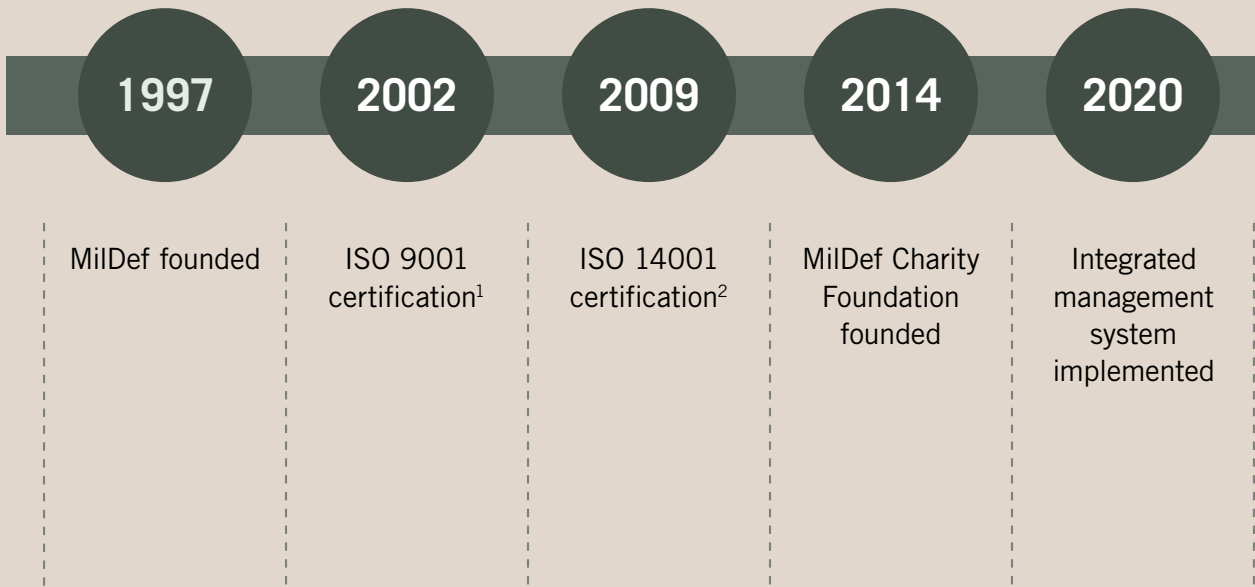 1997
2002
2009
2014
2020
MilDef founded
ISO 9001
certification¹
ISO 14001
certification²
MilDef Charity
Foundation
founded
Integrated
management
system
implemented